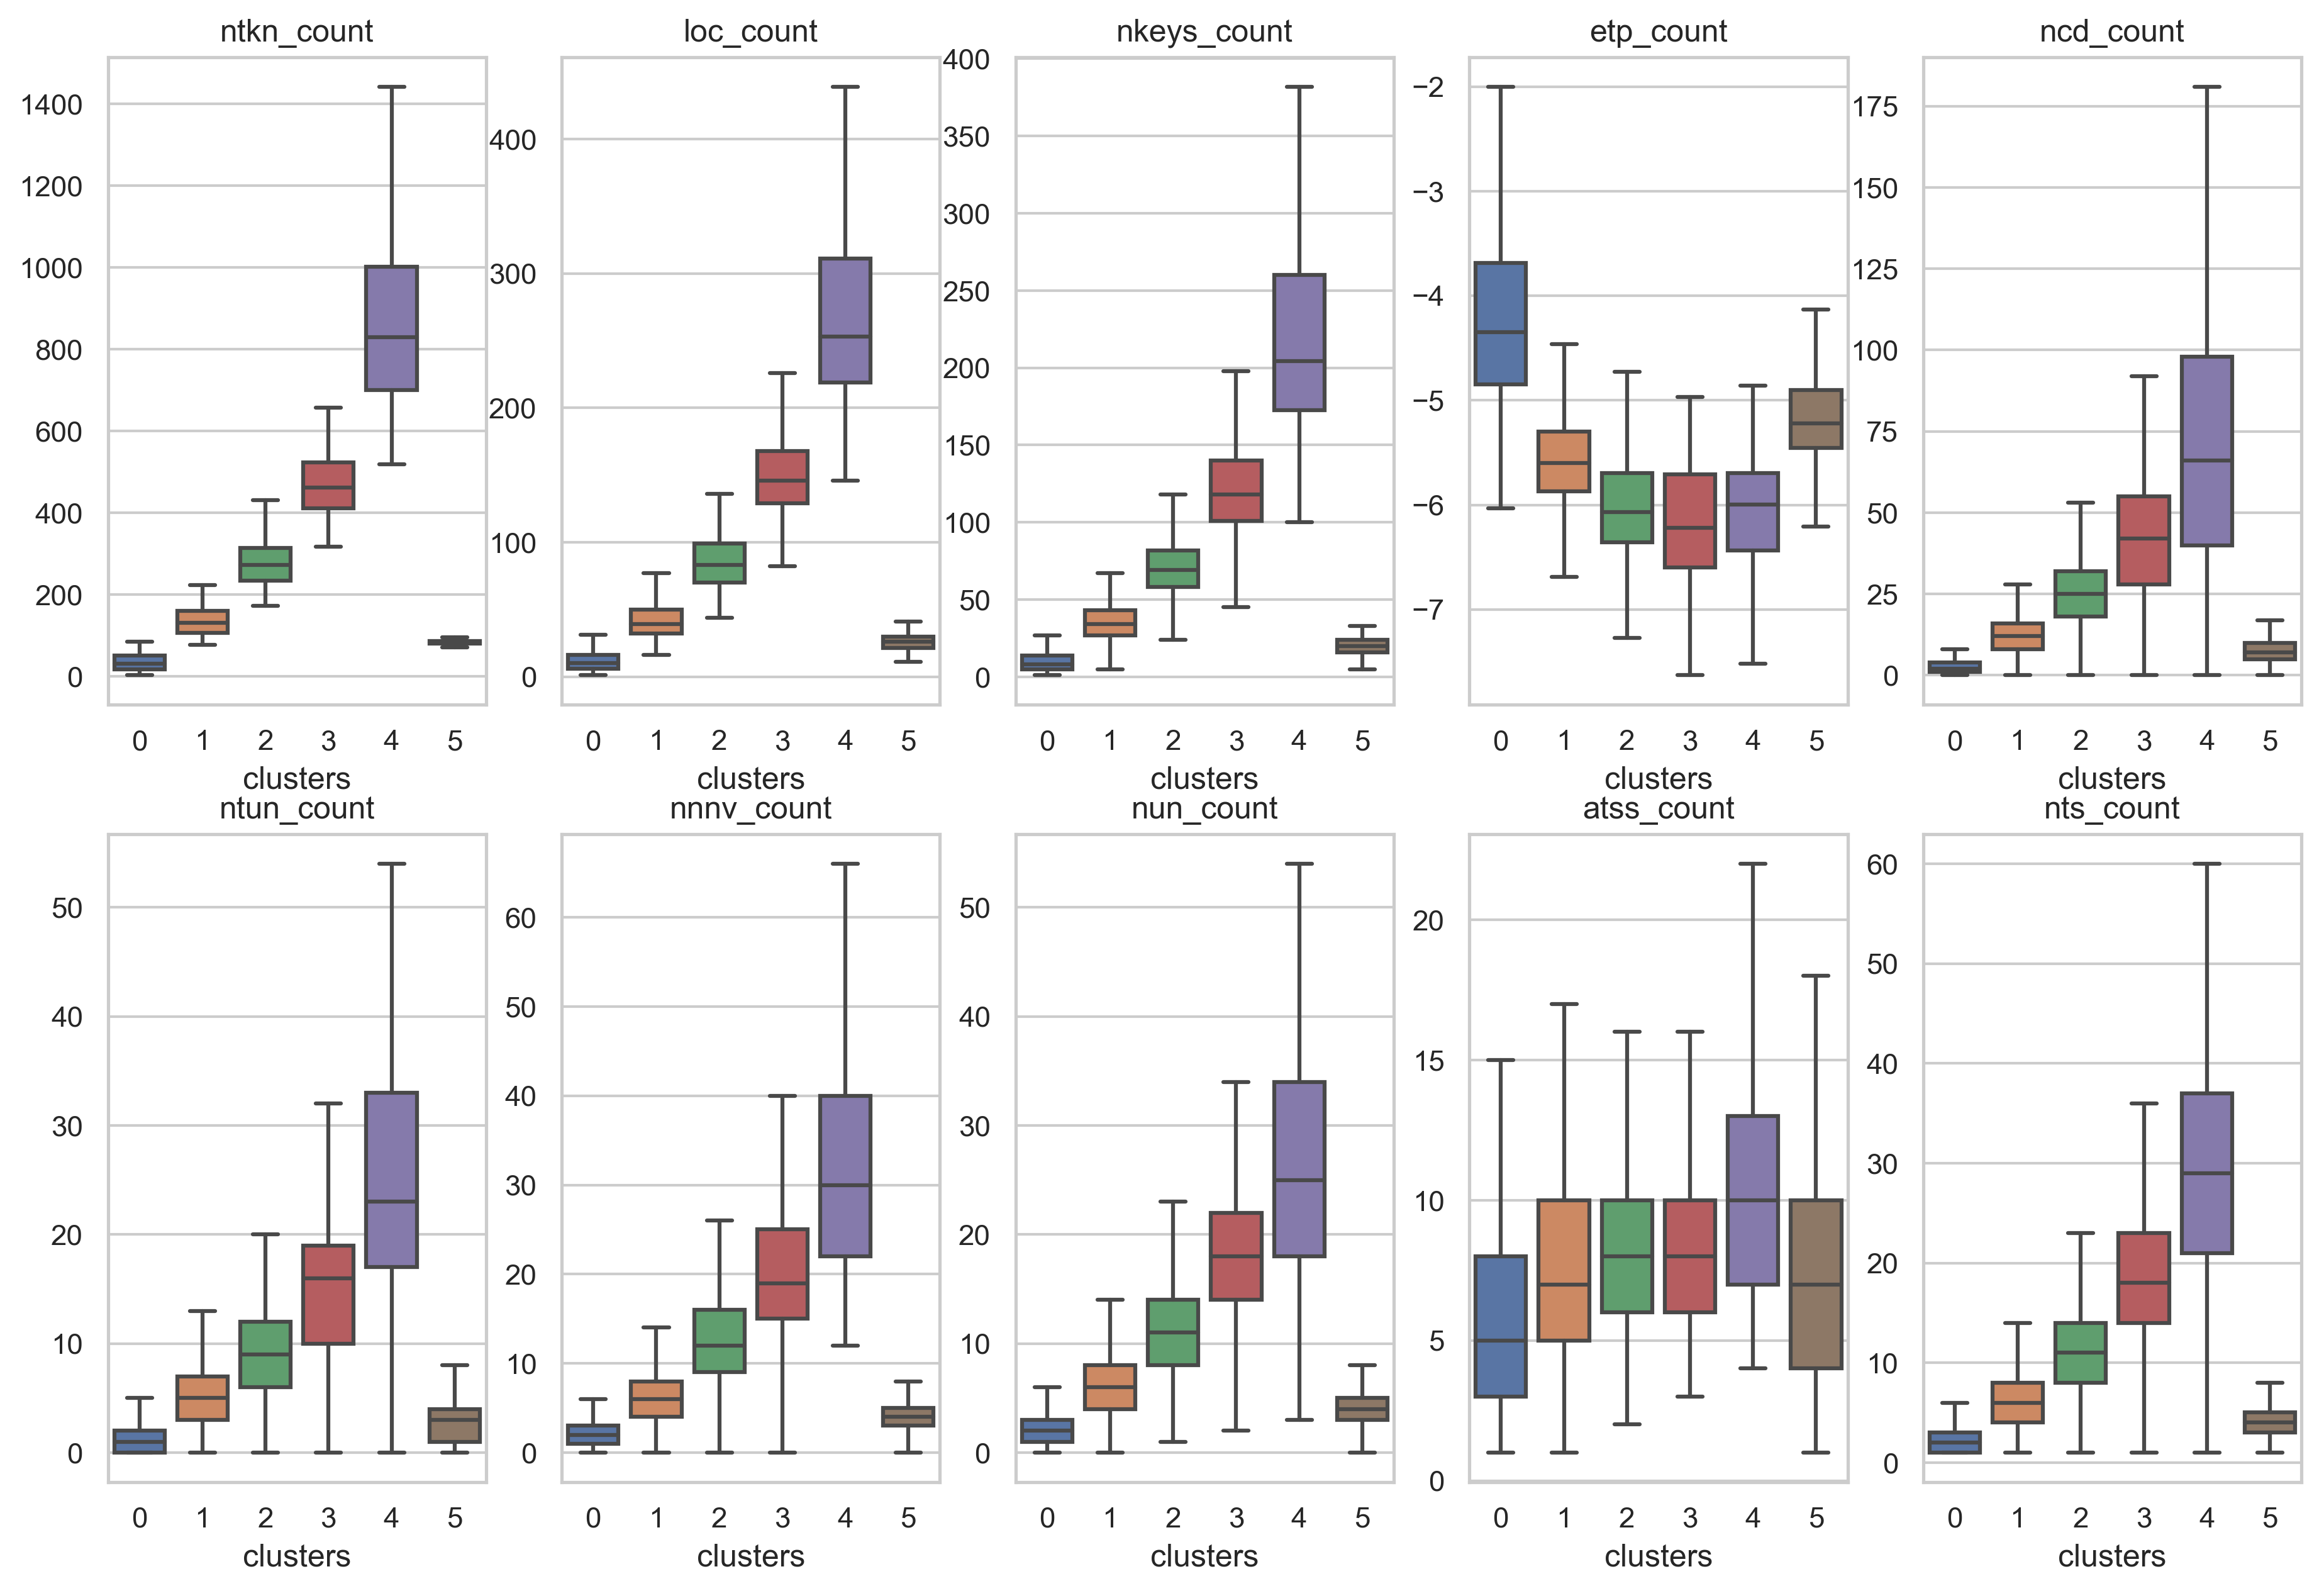 ntkn_count
1400
1200
1000
800
600
400
200
0
0 1 2 3 4 5
clusters
loc_count
400
300
200
100
0
0 1 2 3 4 5
clusters
nkeys_count
400
350
300
250
200
150
100
50
0
0 1 2 3 4 5
clusters
etp_count
−2
−3
−4
−5
−6
−7
0 1 2 3 4 5
clusters
ncd_count
175
150
125
100
75
50
25
0
0 1 2 3 4 5
clusters
ntun_count
50
40
30
20
10
0
0 1 2 3 4 5
clusters
nnnv_count
60
50
40
30
20
10
0
0 1 2 3 4 5
clusters
nun_count
50
40
30
20
10
0
0 1 2 3 4 5
clusters
atss_count
20
15
10
5
0
0 1 2 3 4 5
clusters
nts_count
60
50
40
30
20
10
0
0 1 2 3 4 5
clusters